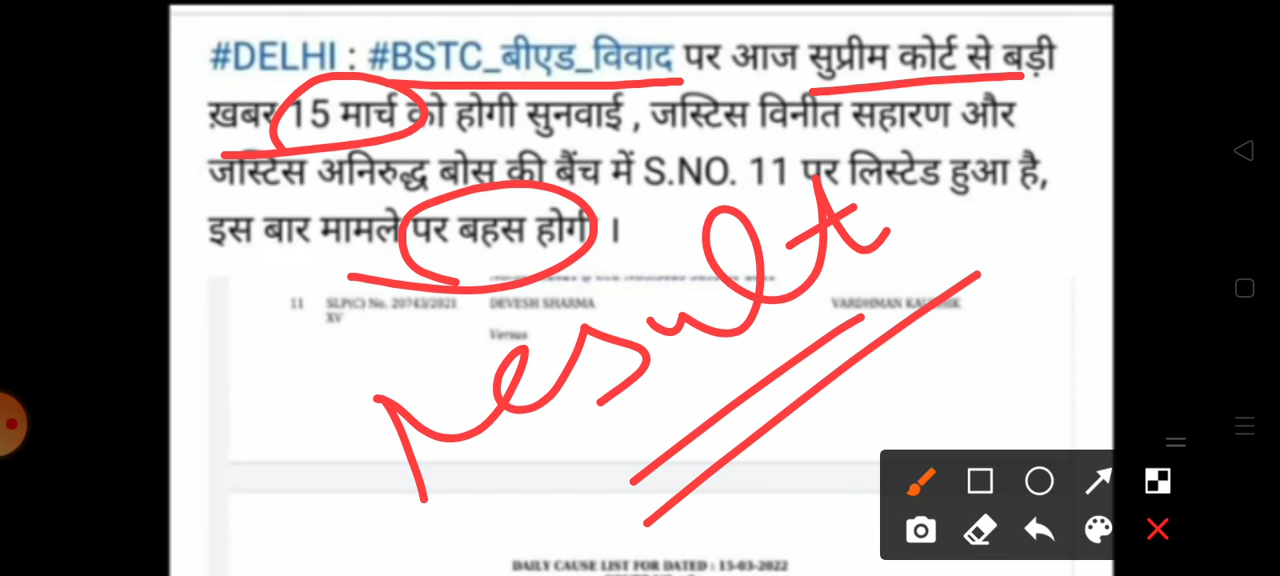 #DELHI : #BSTC_बीएड_विवाद पर आज सुप्रीम कोर्ट से बड़ी
ख़बर 15 मार्च को होगी सुनवाई , जस्टिस विनीत सहारण और
जस्टिस अनिरुद्ध बोस की बैंच में S.NO. 11 पर लिस्टेड हुआ है,
इस बार मामले पर बहस होगी ।
result
11 SLP(C) No. 20743/2021 DEVESH SHARMA VARDHMAN KAUSHIK
XV
Versus
DAILY CAUSE LIST FOR DATED : 15-03-2022